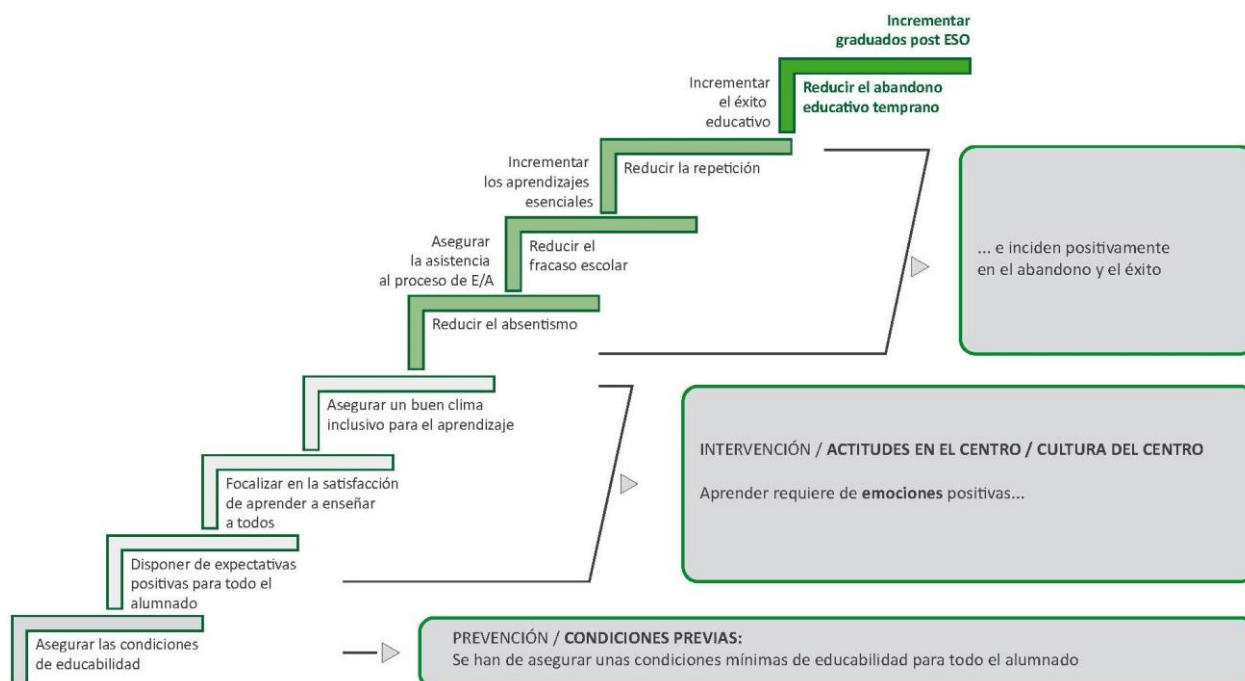 Incrementar
graduados post ESO
Reducir el abandono
educativo temprano
Incrementar
el éxito
educativo
Reducir la repetición
Incrementar
los aprendizajes
esenciales
Reducir el
fracaso escolar
Asegurar
la asistencia
al proceso de E/A
Reducir el absentismo
... e inciden positivamente
en el abandono y el éxito
Asegurar un buen clima
inclusivo para el aprendizaje
Focalizar en la satisfacción
de aprender a enseñar
a todos
Disponer de expectativas
positivas para todo el
alumnado
INTERVENCIÓN / ACTITUDES EN EL CENTRO / CULTURA DEL CENTRO
Aprender requiere de emociones positivas...
Asegurar las condiciones
de educabilidad
PREVENCIÓN / CONDICIONES PREVIAS:
Se han de asegurar unas condiciones mínimas de educabilidad para todo el alumnado